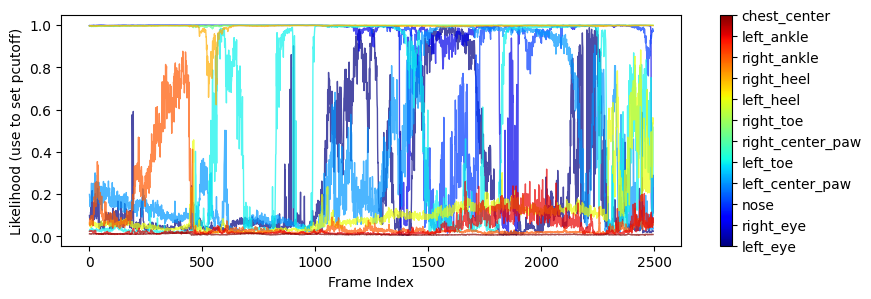 1.0
0.8
0.6
0.4
0.2
0.0
Likelihood (use to set pcutoff)
0 500 1000 1500 2000 2500
Frame Index
chest_center
left_ankle
right_ankle
right_heel
left_heel
right_toe
right_center_paw
left_toe
left_center_paw
nose
right_eye
left_eye